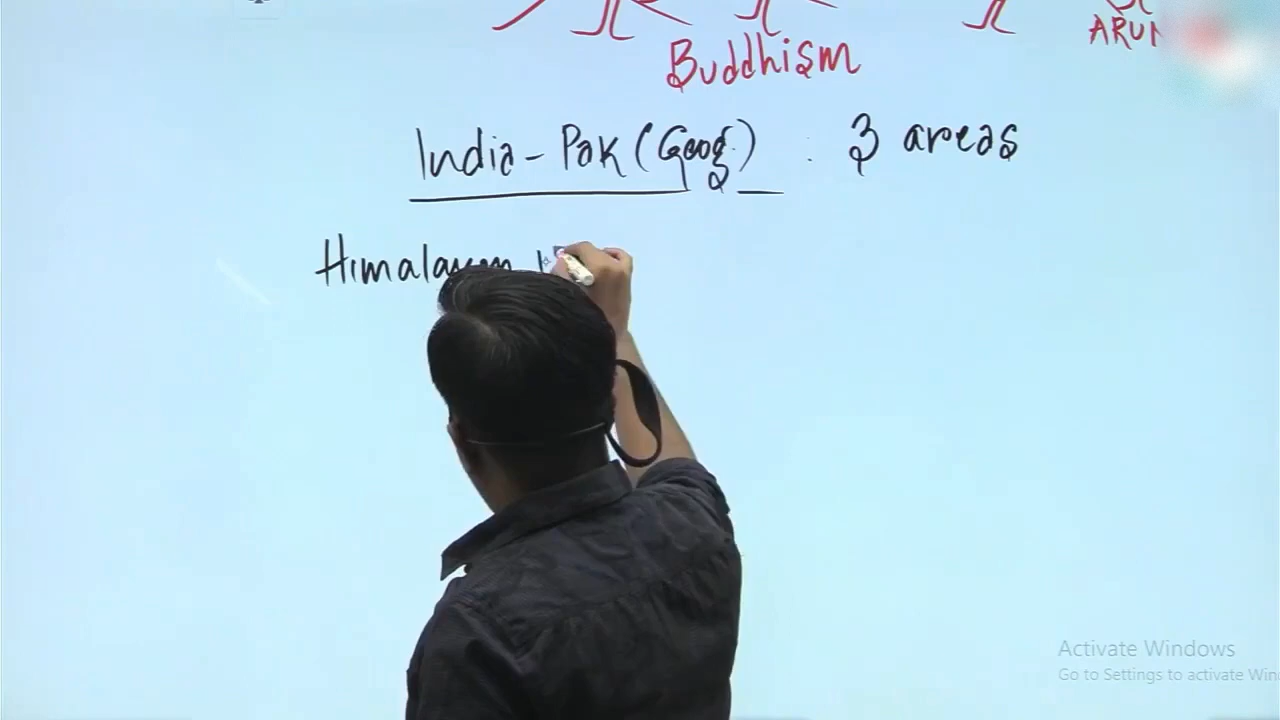 ARUN
Buddhism
India - Pak (Geog.) : 3 areas
Himalayan
Activate Windows
Go to Settings to activate Win